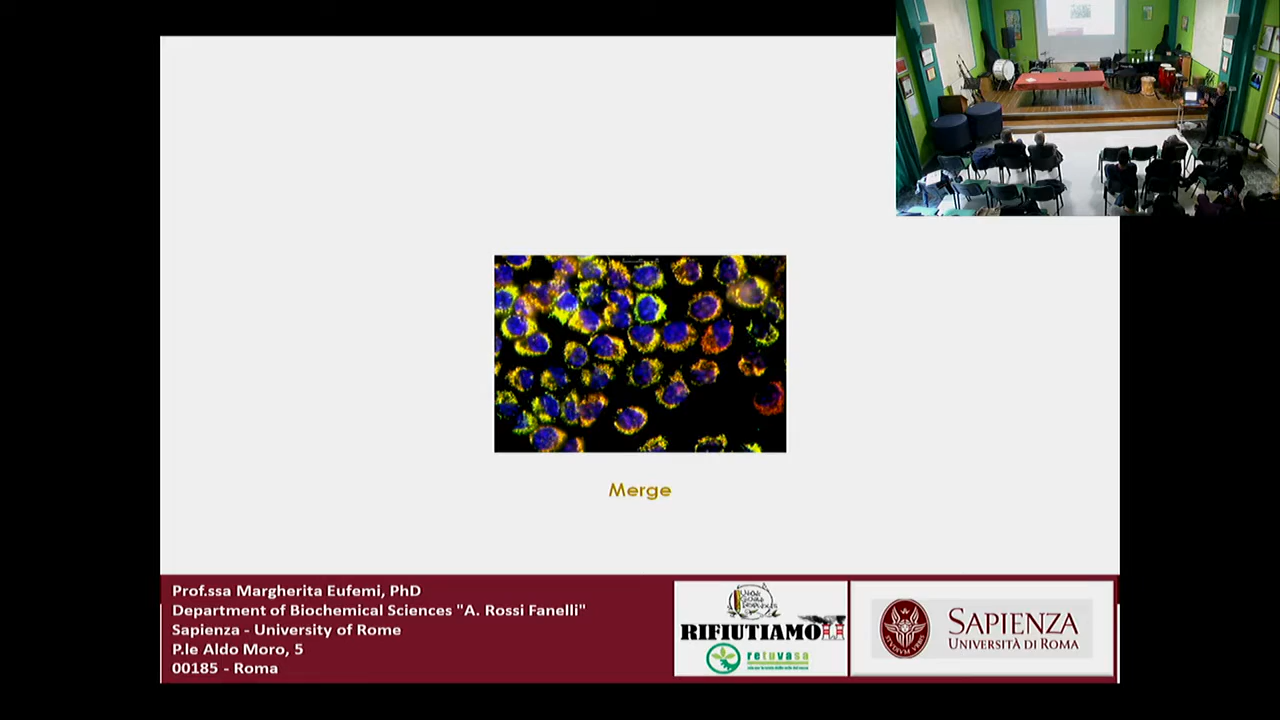 Merge
Prof.ssa Margherita Eufemi, PhD
Department of Biochemical Sciences "A. Rossi Fanelli"
Sapienza - University of Rome
P.le Aldo Moro, 5
00185 - Roma
RIFIUTIAMOLI
retuvasa
SAPIENZA
UNIVERSITÀ DI ROMA